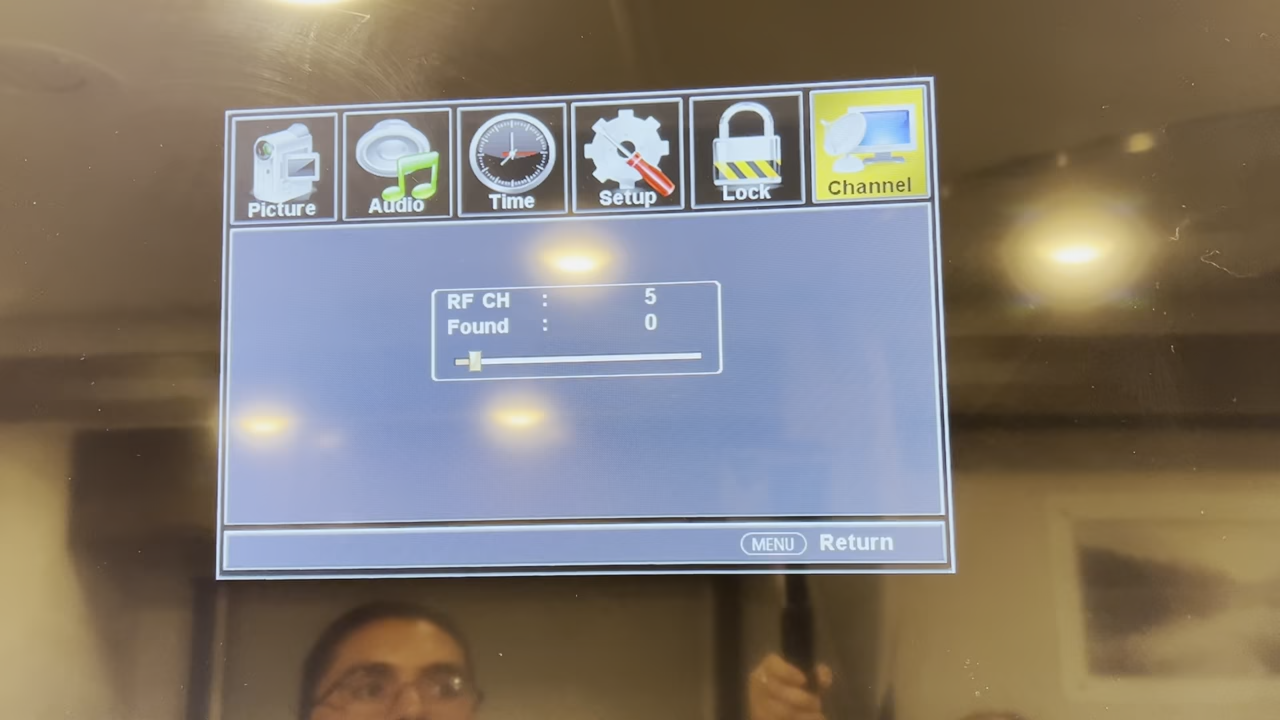 Picture
Audio
Time
Setup
Lock
Channel
RF CH : 5
Found : 0
MENU Return